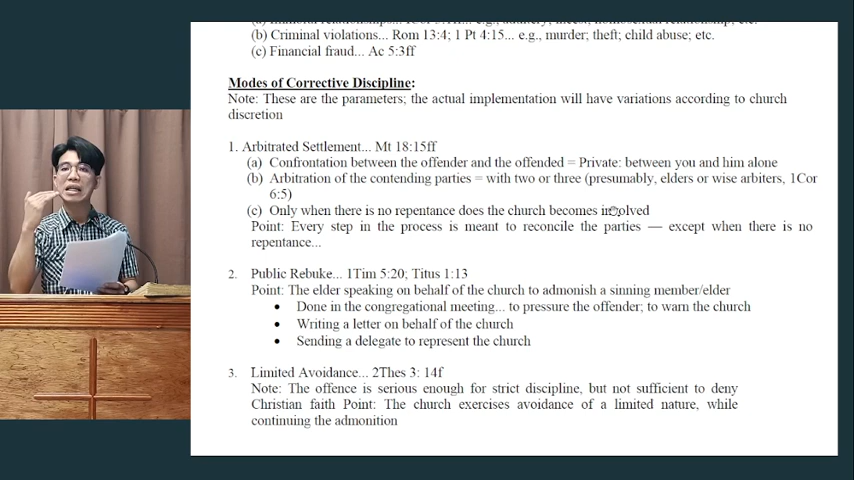 (b) Criminal violations... Rom 13:4; 1 Pt 4:15... e.g., murder; theft; child abuse; etc.
(c) Financial fraud... Ac 5:3ff
Modes of Corrective Discipline:
Note: These are the parameters; the actual implementation will have variations according to church
discretion
1. Arbitrated Settlement... Mt 18:15ff
(a) Confrontation between the offender and the offended = Private: between you and him alone
(b) Arbitration of the contending parties = with two or three (presumably, elders or wise arbiters, 1Cor
6:5)
(c) Only when there is no repentance does the church becomes involved
Point: Every step in the process is meant to reconcile the parties — except when there is no
repentance...
2. Public Rebuke... 1Tim 5:20; Titus 1:13
Point: The elder speaking on behalf of the church to admonish a sinning member/elder
• Done in the congregational meeting... to pressure the offender; to warn the church
• Writing a letter on behalf of the church
• Sending a delegate to represent the church
3. Limited Avoidance... 2Thes 3: 14f
Note: The offence is serious enough for strict discipline, but not sufficient to deny
Christian faith Point: The church exercises avoidance of a limited nature, while
continuing the admonition